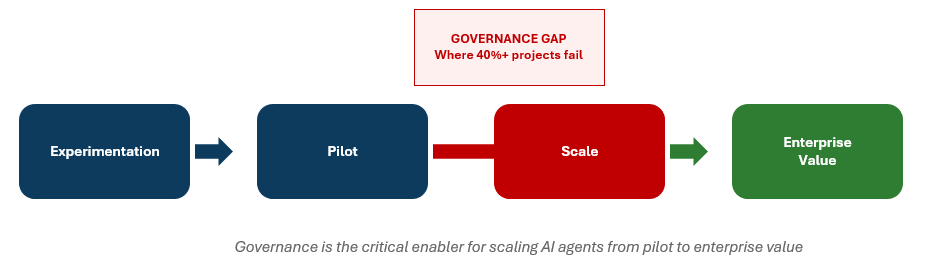 GOVERNANCE GAP
Where 40%+ projects fail
Experimentation
Pilot
Scale
Enterprise
Value
Governance is the critical enabler for scaling AI agents from pilot to enterprise value